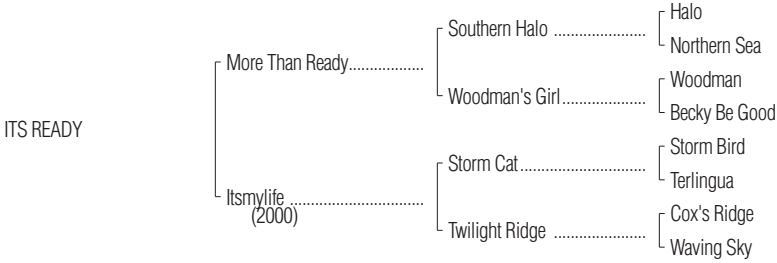 Halo
Southern Halo ......................
Northern Sea
More Than Ready..................
Woodman
Woodman's Girl....................
Becky Be Good
ITS READY
Storm Bird
Storm Cat..............................
Terlingua
Itsmylife ................................
(2000)
Cox's Ridge
Twilight Ridge ......................
Waving Sky